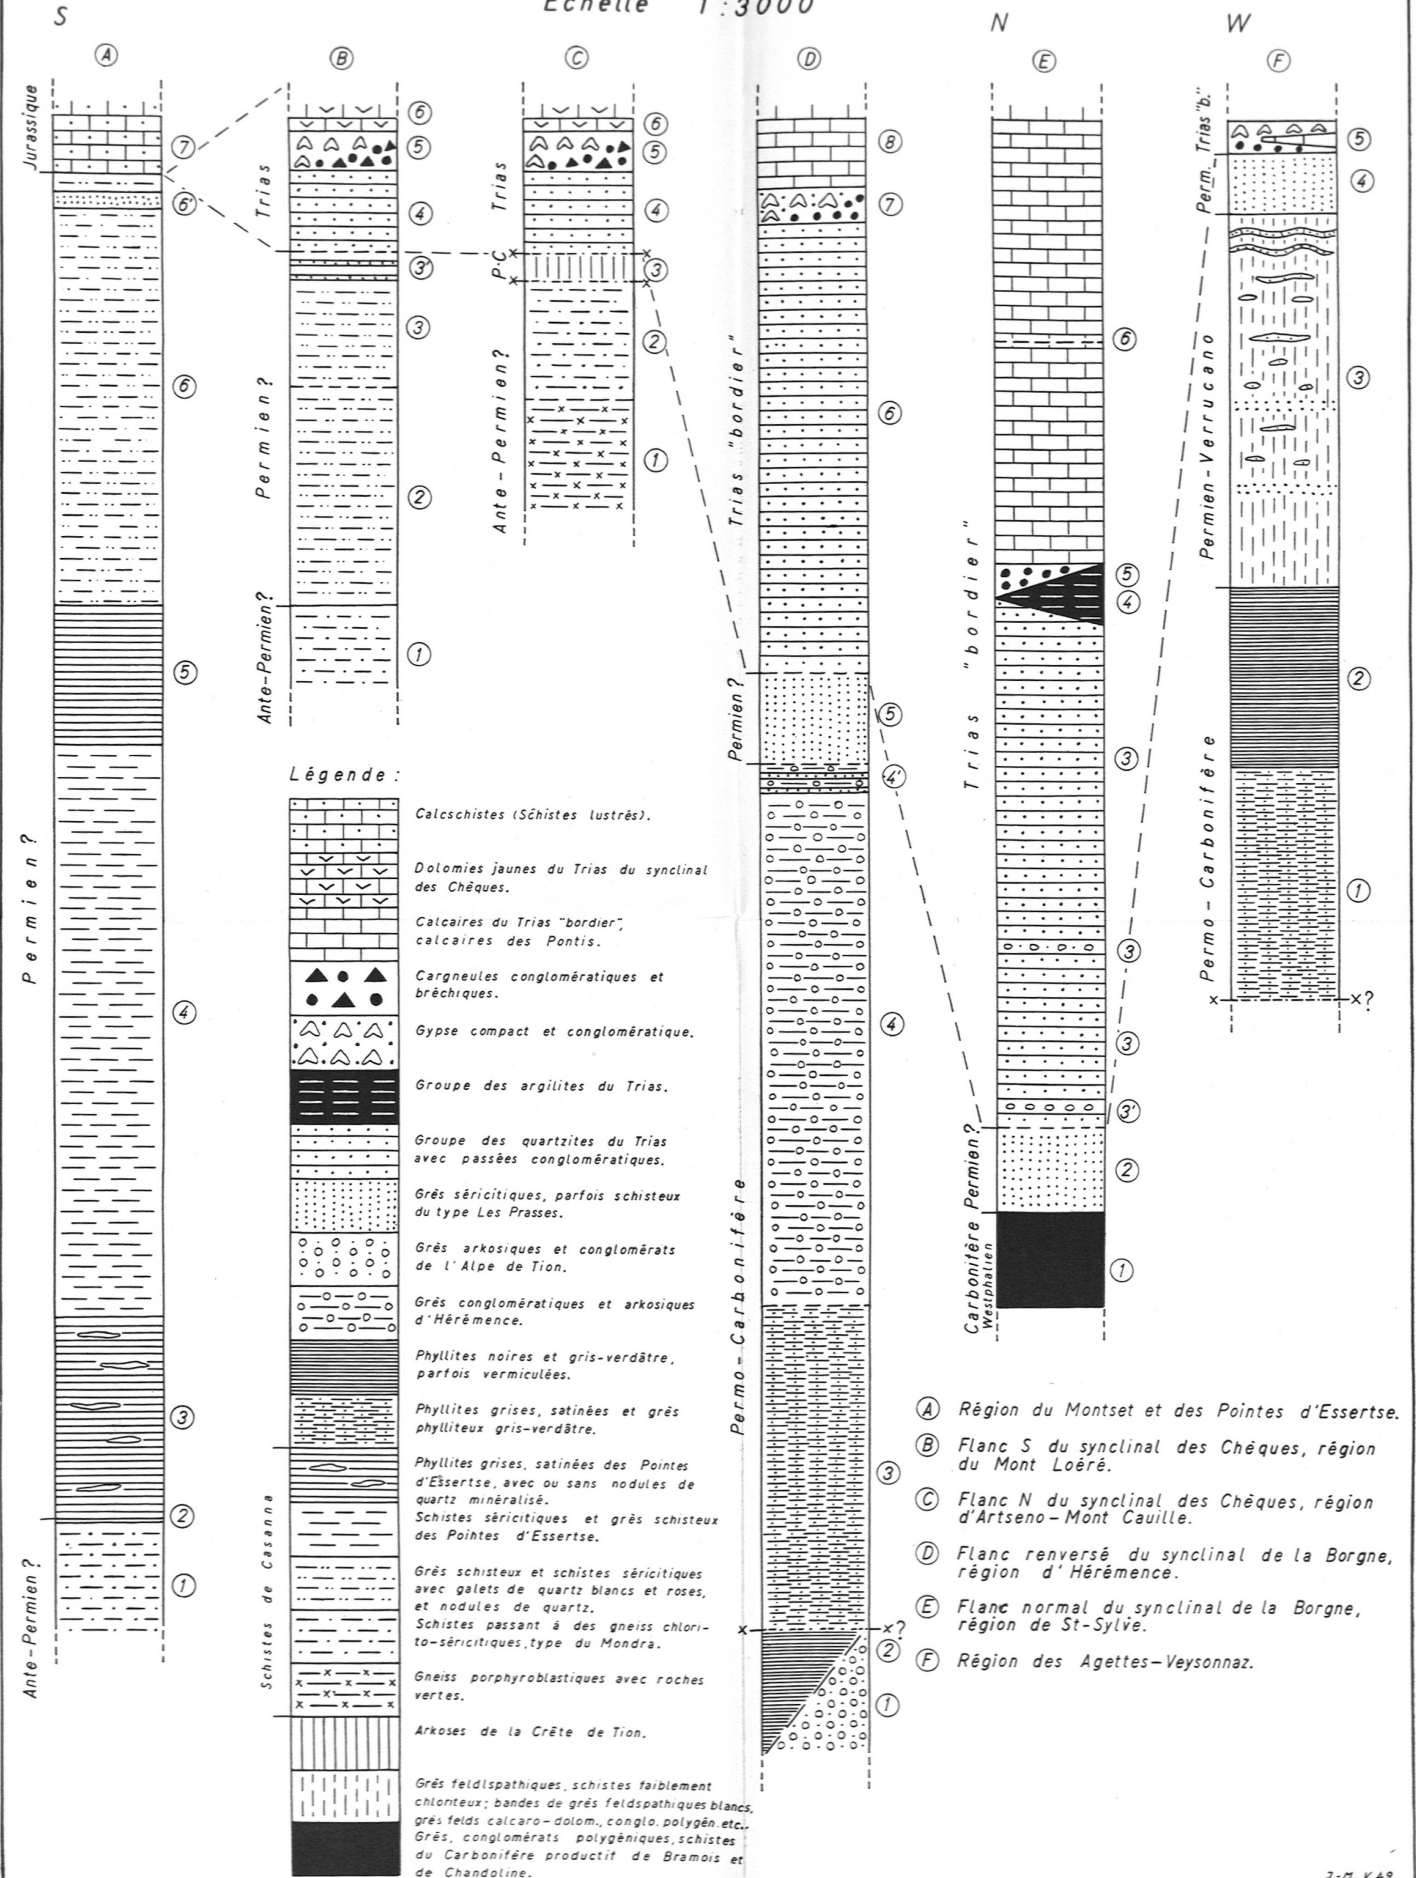 Echelle 1:3000
S
N
W
A
B
C
D
E
F
Jurassique
7
6'
6
5
4
3
2
1
Permien?
Ante-Permien?
6
5
4
3'
3
2
1
Trias
Permien?
Ante-Permien?
6
5
4
3
2
1
Trias
P-C
Ante-Permien?
8
7
6
5
4'
4
3
2
1
Trias "bordier"
Permien?
Permo-Carbonifère
x?
6
5
4
3
3
3
3'
2
1
Trias "bordier"
Permien?
Carbonifère
Westphalien
5
4
3
2
1
Trias "b."
Perm.
Permien-Verrucano
Permo-Carbonifère
x?
Légende :
Calcschistes (Schistes lustrés).
Dolomies jaunes du Trias du synclinal
des Chèques.
Calcaires du Trias "bordier",
calcaires des Pontis.
Cargneules conglomératiques et
bréchiques.
Gypse compact et conglomératique.
Groupe des argilites du Trias.
Groupe des quartzites du Trias
avec passées conglomératiques.
Grès séricitiques, parfois schisteux
du type Les Prasses.
Grès arkosiques et conglomérats
de l'Alpe de Tion.
Grès conglomératiques et arkosiques
d'Hérémence.
Phyllites noires et gris-verdâtre,
parfois vermiculées.
Phyllites grises, satinées et grès
phylliteux gris-verdâtre.
Schistes de Casanna
Phyllites grises, satinées des Pointes
d'Essertse, avec ou sans nodules de
quartz minéralisé.
Schistes séricitiques et grès schisteux
des Pointes d'Essertse.
Grès schisteux et schistes séricitiques
avec galets de quartz blancs et roses,
et nodules de quartz.
Schistes passant à des gneiss chlori-
to-séricitiques, type du Mondra.
Gneiss porphyroblastiques avec roches
vertes.
Arkoses de la Crête de Tion.
Grès feldspathiques, schistes faiblement
chloriteux; bandes de grès feldspathiques blancs,
grès felds calcaro-dolom., conglo. polygén. etc..
Grès, conglomérats polygéniques, schistes
du Carbonifère productif de Bramois et
de Chandoline.
A Région du Montset et des Pointes d'Essertse.
B Flanc S du synclinal des Chèques, région
du Mont Loéré.
C Flanc N du synclinal des Chèques, région
d'Artseno-Mont Cauille.
D Flanc renversé du synclinal de la Borgne,
région d'Hérémence.
E Flanc normal du synclinal de la Borgne,
région de St-Sylve.
F Région des Agettes-Veysonnaz.